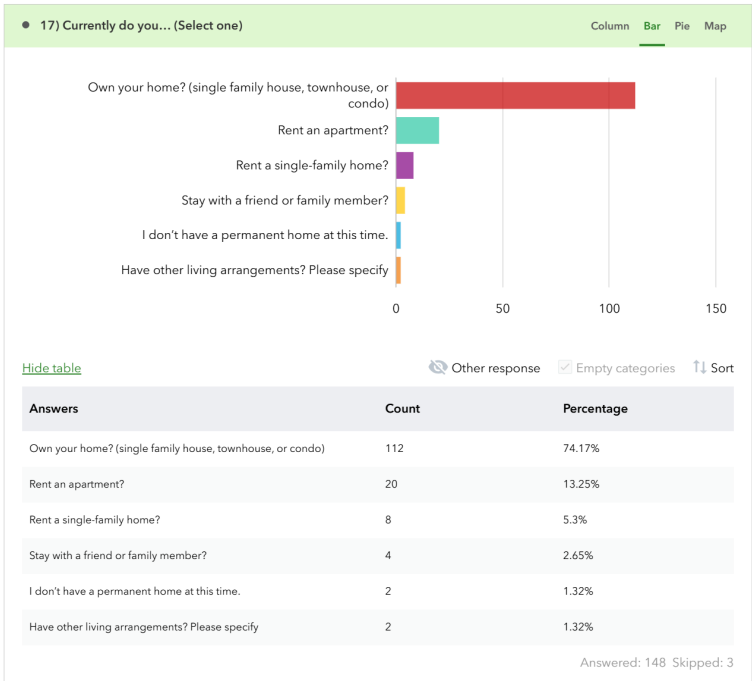 17) Currently do you… (Select one)
Column Bar Pie Map
Own your home? (single family house, townhouse, or
condo)
Rent an apartment?
Rent a single-family home?
Stay with a friend or family member?
I don't have a permanent home at this time.
Have other living arrangements? Please specify
0 50 100 150
Hide table
Other response Empty categories Sort
Answers Count Percentage
Own your home? (single family house, townhouse, or condo) 112 74.17%
Rent an apartment? 20 13.25%
Rent a single-family home? 8 5.3%
Stay with a friend or family member? 4 2.65%
I don't have a permanent home at this time. 2 1.32%
Have other living arrangements? Please specify 2 1.32%
Answered: 148 Skipped: 3